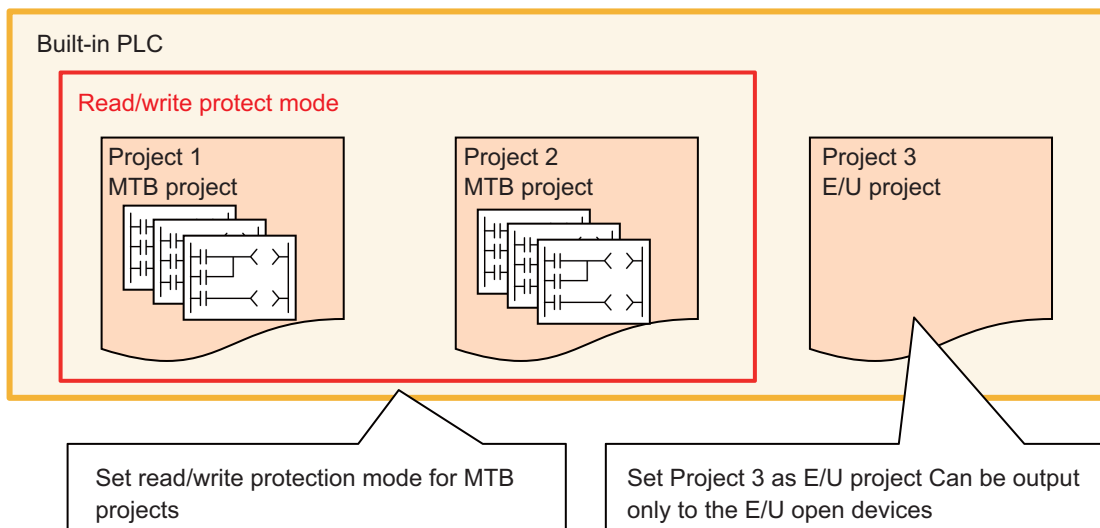 Built-in PLC
Read/write protect mode
Project 1
MTB project
Project 2
MTB project
Project 3
E/U project
Set read/write protection mode for MTB
projects
Set Project 3 as E/U project Can be output
only to the E/U open devices